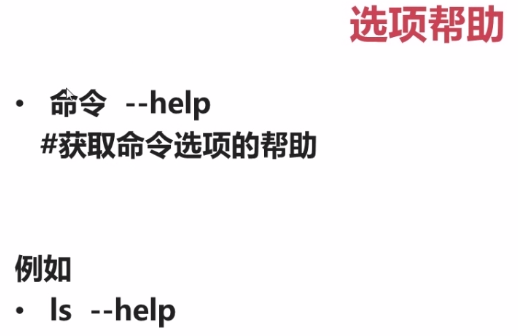 选项帮助
• 命令 --help
#获取命令选项的帮助
例如
• ls --help